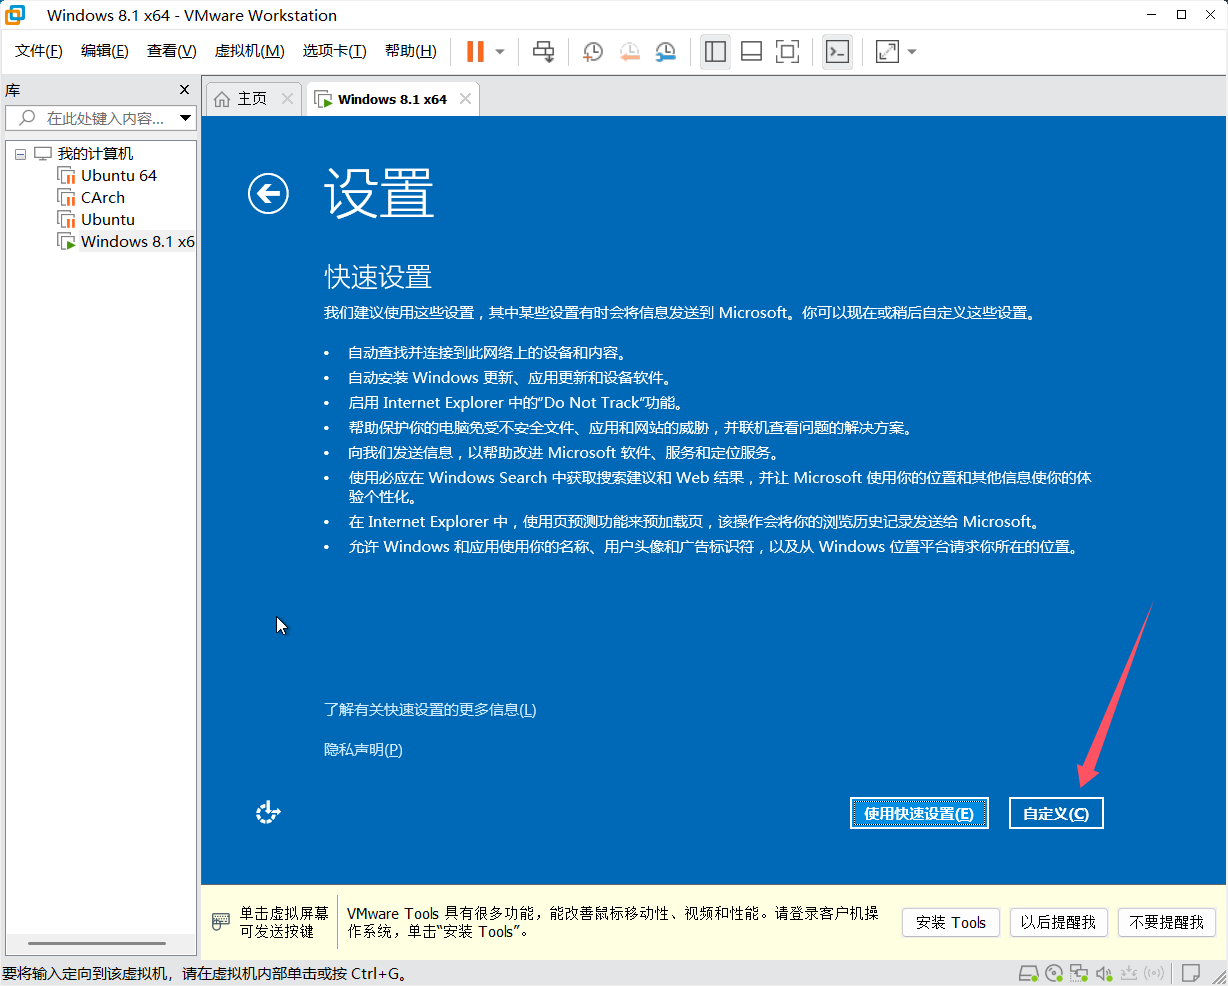 Windows 8.1 x64 - VMware Workstation
文件(F) 编辑(E) 查看(V) 虚拟机(M) 选项卡(T) 帮助(H)
库
主页
Windows 8.1 x64
在此处键入内容...
我的计算机
Ubuntu 64
CArch
Ubuntu
Windows 8.1 x6
设置
快速设置
我们建议使用这些设置，其中某些设置有时会将信息发送到 Microsoft。你可以现在或稍后自定义这些设置。
• 自动查找并连接到此网络上的设备和内容。
• 自动安装 Windows 更新、应用更新和设备软件。
• 启用 Internet Explorer 中的“Do Not Track”功能。
• 帮助保护你的电脑免受不安全文件、应用和网站的威胁，并联机查看问题的解决方案。
• 向我们发送信息，以帮助改进 Microsoft 软件、服务和定位服务。
• 使用必应在 Windows Search 中获取搜索建议和 Web 结果，并让 Microsoft 使用你的位置和其他信息使你的体
验个性化。
• 在 Internet Explorer 中，使用页预测功能来预加载页，该操作会将你的浏览历史记录发送给 Microsoft。
• 允许 Windows 和应用使用你的名称、用户头像和广告标识符，以及从 Windows 位置平台请求你所在的位置。
了解有关快速设置的更多信息(L)
隐私声明(P)
使用快速设置(E)
自定义(C)
单击虚拟屏幕
可发送按键
VMware Tools 具有很多功能，能改善鼠标移动性、视频和性能。请登录客户机操
作系统，单击“安装 Tools”。
安装 Tools
以后提醒我
不要提醒我
要将输入定向到该虚拟机，请在虚拟机内部单击或按 Ctrl+G。